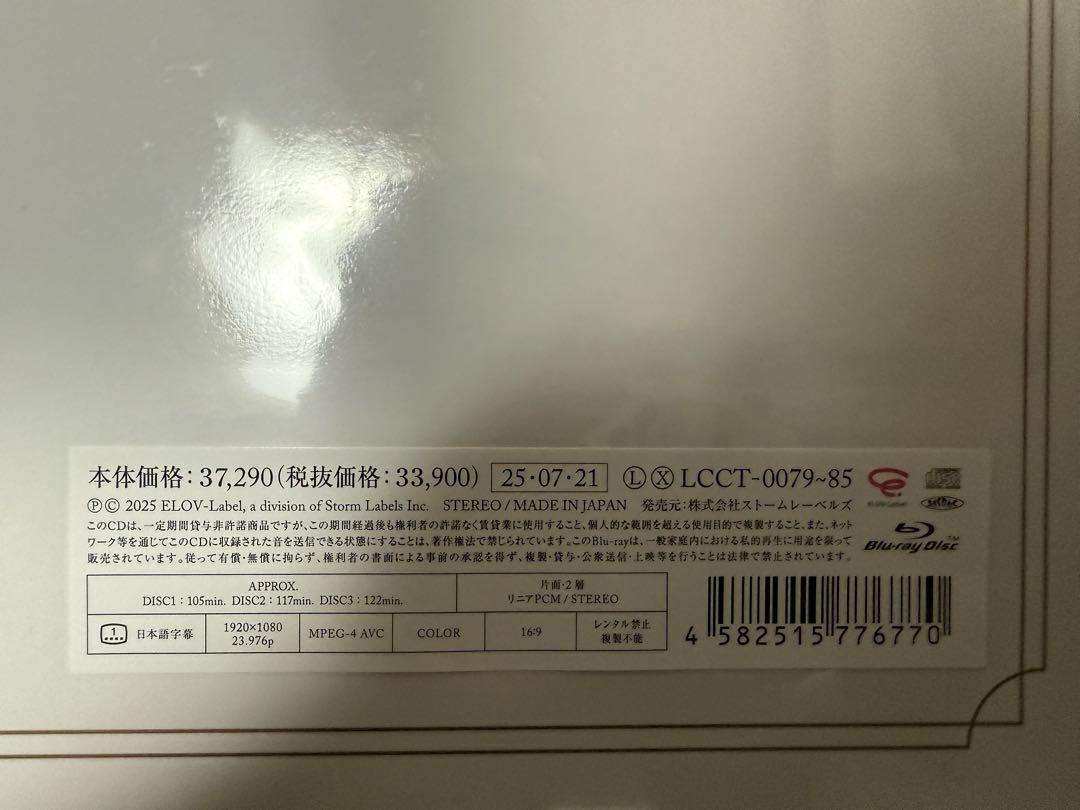 本体価格：37,290（税抜価格：33,900） 25·07·21 Ⓛ Ⓧ LCCT-0079~85
Ⓟ Ⓒ 2025 ELOV-Label, a division of Storm Labels Inc. STEREO / MADE IN JAPAN 発売元：株式会社ストームレーベルズ
このCDは、一定期間貸与非許諾商品ですが、この期間経過後も権利者の許諾なく賃貸業に使用すること、個人的な範囲を超える使用目的で複製すること、また、ネット
ワーク等を通じてこのCDに収録された音を送信できる状態にすることは、著作権法で禁じられています。このBlu-rayは、一般家庭内における私的再生に用途を限って
販売されています。従って有償・無償に拘らず、権利者の書面による事前の承認を得ず、複製・貸与・公衆送信・上映等を行うことは法律で禁止されています。
Blu-ray Disc™
APPROX.
DISC1：105min. DISC2：117min. DISC3：122min.
片面・2層
リニアPCM / STEREO
1 日本語字幕
1920×1080
23.976p
MPEG-4 AVC
COLOR
16:9
レンタル禁止
複製不能
4 582515 776770